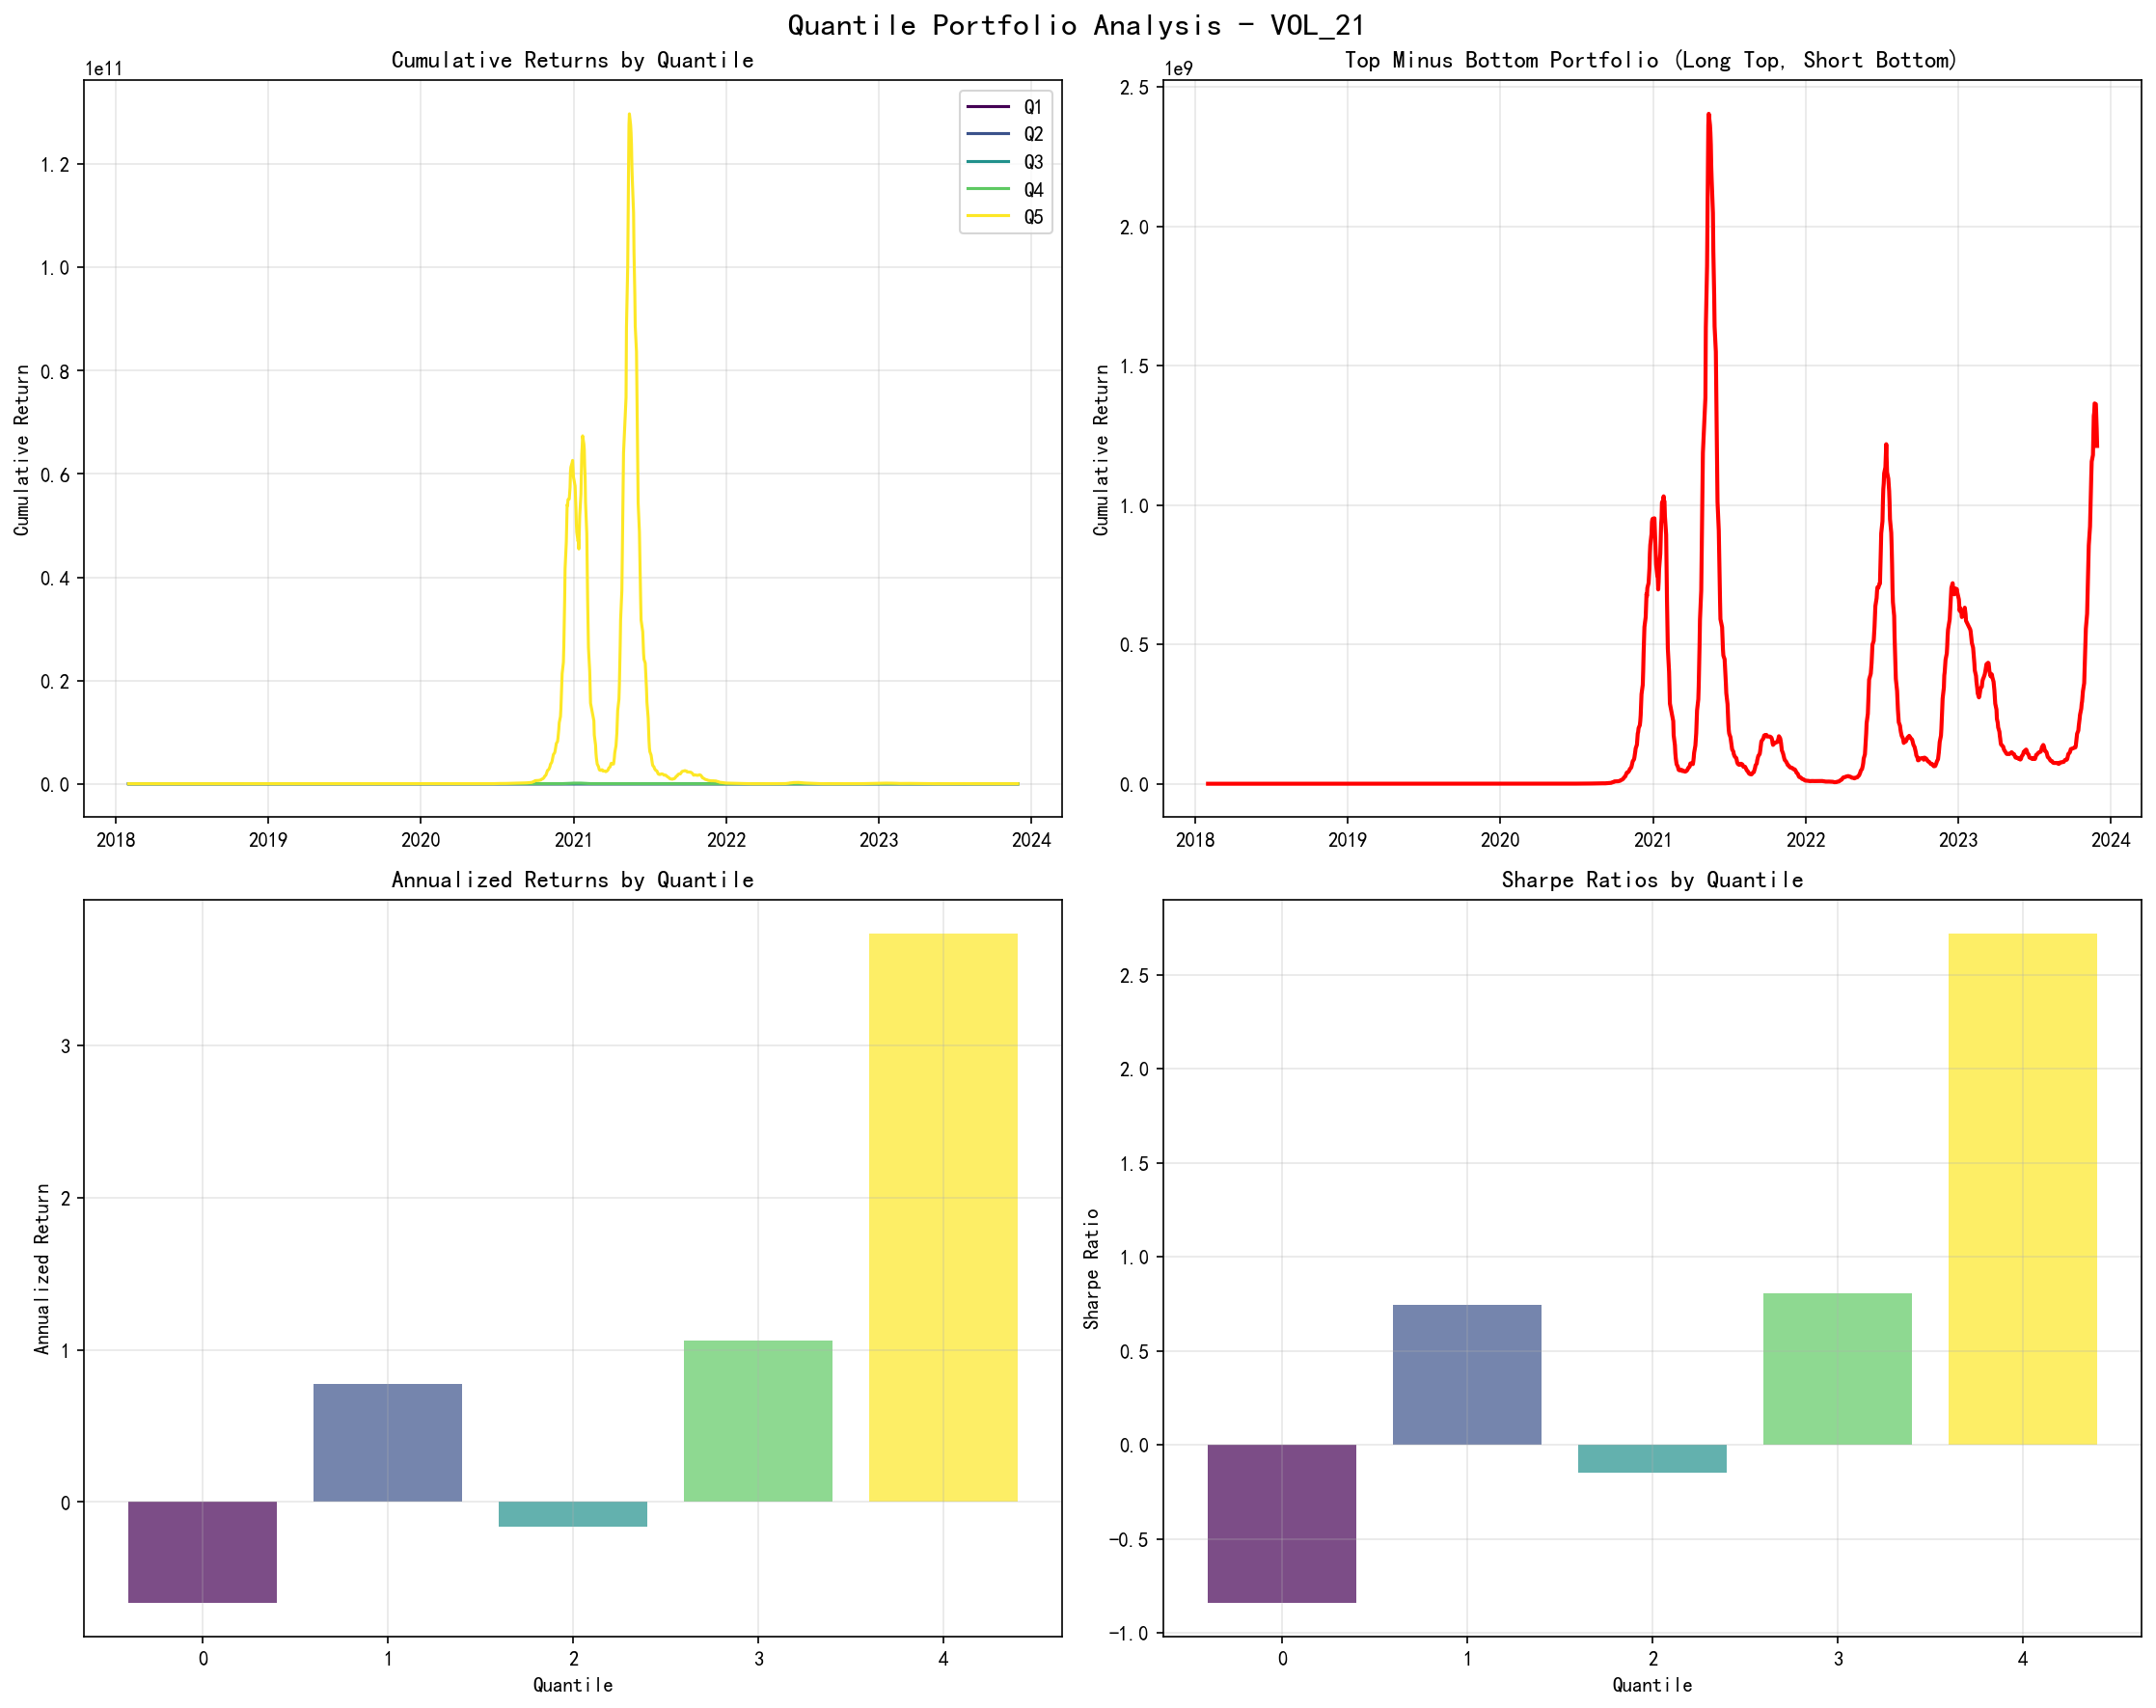 Quantile Portfolio Analysis - VOL_21
Cumulative Returns by Quantile
1e11
Cumulative Return
1.2
1.0
0.8
0.6
0.4
0.2
0.0
2018 2019 2020 2021 2022 2023 2024
Q1
Q2
Q3
Q4
Q5
Top Minus Bottom Portfolio (Long Top, Short Bottom)
1e9
Cumulative Return
2.5
2.0
1.5
1.0
0.5
0.0
2018 2019 2020 2021 2022 2023 2024
Annualized Returns by Quantile
Annualized Return
3
2
1
0
0 1 2 3 4
Quantile
Sharpe Ratios by Quantile
Sharpe Ratio
2.5
2.0
1.5
1.0
0.5
0.0
-0.5
-1.0
0 1 2 3 4
Quantile